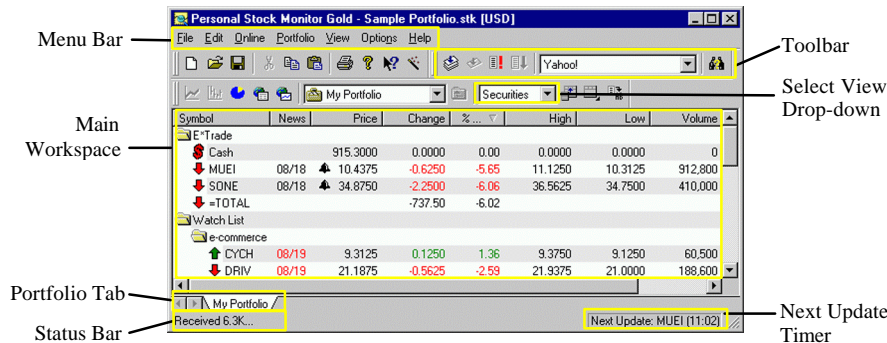 Personal Stock Monitor Gold - Sample Portfolio.stk [USD]
Menu Bar
File Edit Online Portfolio View Options Help
Toolbar
Yahoo!
My Portfolio
Securities
Select View
Drop-down
Main
Workspace
Symbol News Price Change %... High Low Volume
E*Trade
Cash 915.3000 0.0000 0.00 0.0000 0.0000 0
MUEI 08/18 10.4375 -0.6250 -5.65 11.1250 10.3125 912,800
SONE 08/18 34.8750 -2.2500 -6.06 36.5625 34.7500 410,000
=TOTAL -737.50 -6.02
Watch List
e-commerce
CYCH 08/19 9.3125 0.1250 1.36 9.3750 9.1250 60,500
DRIV 08/19 21.1875 -0.5625 -2.59 21.9375 21.0000 188,600
Portfolio Tab
My Portfolio
Status Bar
Received 6.3K...
Next Update: MUEI (11:02)
Next Update
Timer